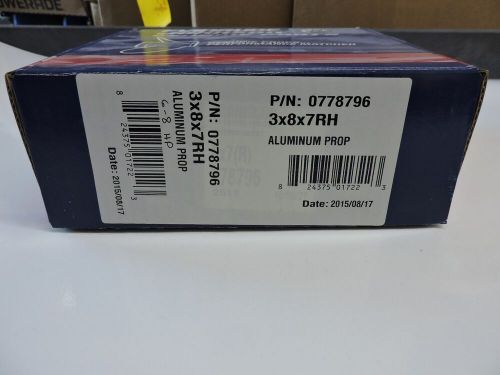 POWERADE
P/N: 0778796
3x8x7RH
ALUMINUM PROP
6-8 HP
8 24375 01722 3
Date: 2015/08/17
P/N: 0778796
3x8x7RH
ALUMINUM PROP
8 24375 01722 3
Date: 2015/08/17